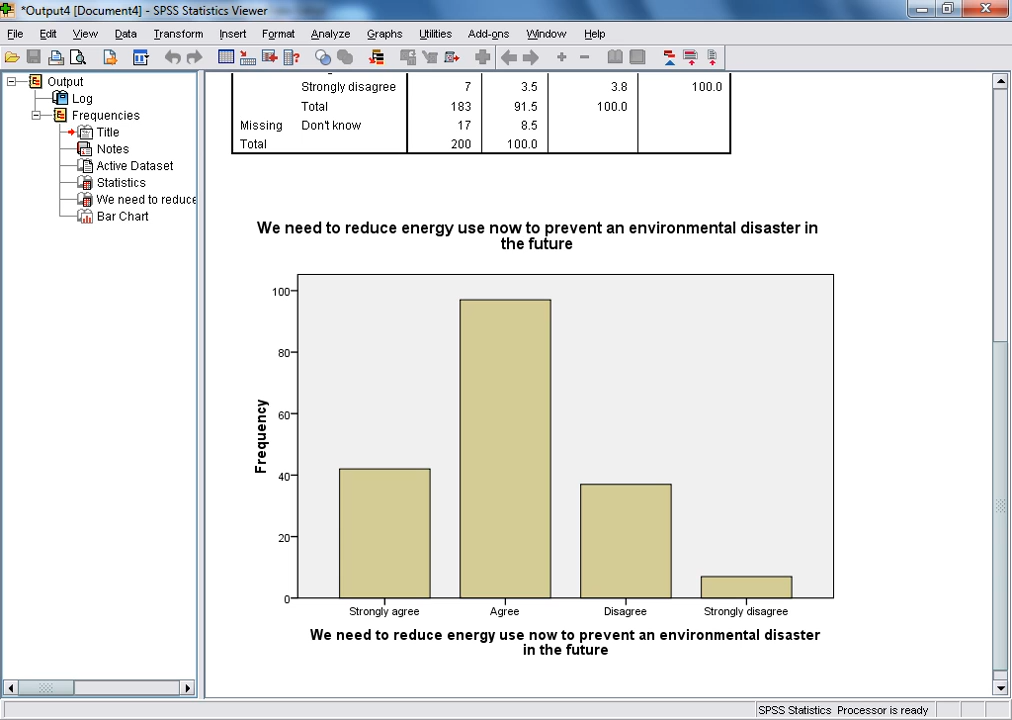 *Output4 [Document4] - SPSS Statistics Viewer
File Edit View Data Transform Insert Format Analyze Graphs Utilities Add-ons Window Help
Output
Log
Frequencies
Title
Notes
Active Dataset
Statistics
We need to reduce
Bar Chart
Strongly disagree 7 3.5 3.8 100.0
Total 183 91.5 100.0
Missing Don't know 17 8.5
Total 200 100.0
We need to reduce energy use now to prevent an environmental disaster in
the future
Frequency
100
80
60
40
20
0
Strongly agree Agree Disagree Strongly disagree
We need to reduce energy use now to prevent an environmental disaster
in the future
SPSS Statistics Processor is ready